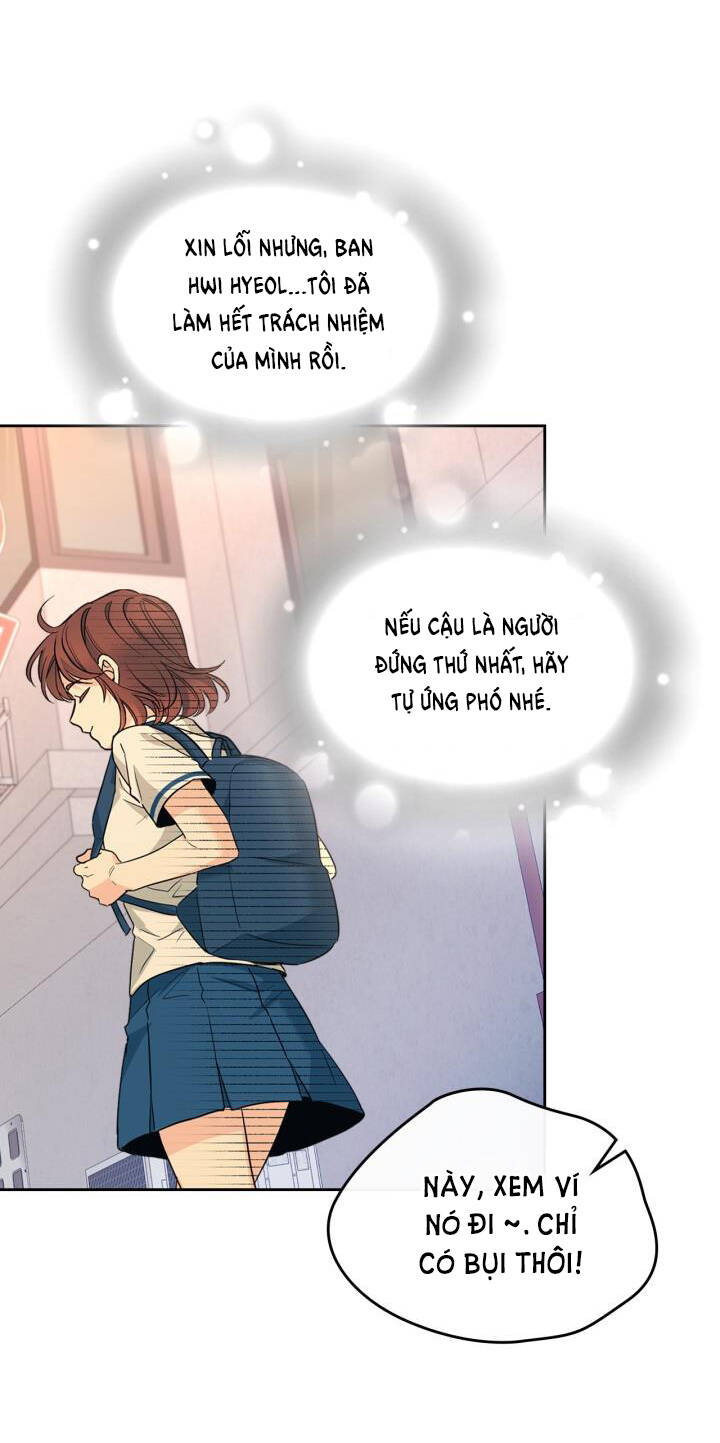 XIN LỖI NHƯNG, BAN
HWI HYEOL...TÔI ĐÃ
LÀM HẾT TRÁCH NHIỆM
CỦA MÌNH RỒI.
NẾU CẬU LÀ NGƯỜI
ĐỨNG THỨ NHẤT, HÃY
TỰ ỨNG PHÓ NHÉ.
NÀY, XEM VÍ
NÓ ĐI ~. CHỈ
CÓ BỤI THÔI!